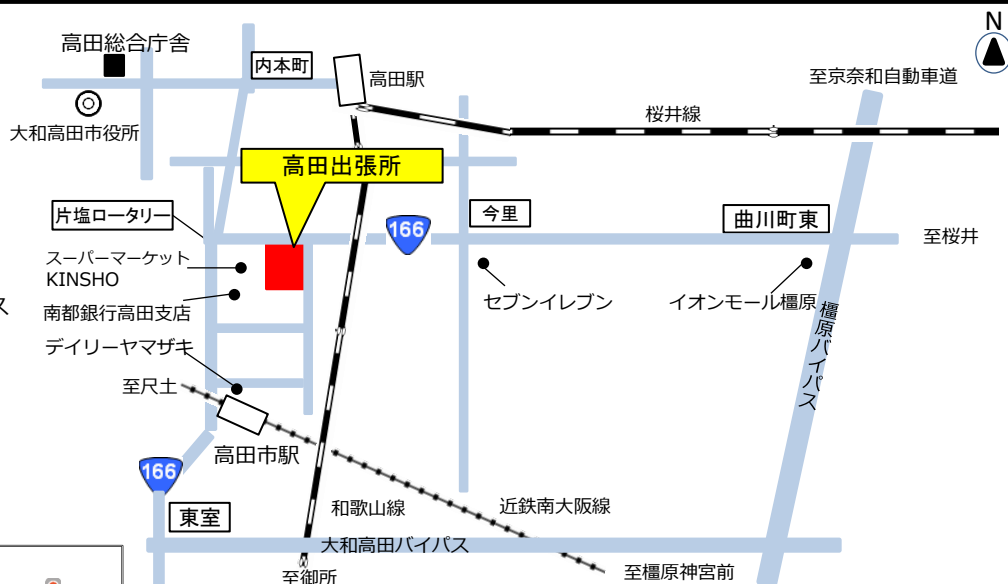 N
高田総合庁舎
内本町
高田駅
至京奈和自動車道
大和高田市役所
桜井線
高田出張所
片塩ロータリー
166
今里
曲川町東
至桜井
スーパーマーケット
KINSHO
セブンイレブン
イオンモール橿原
南都銀行高田支店
ス
橿原バイパス
デイリーヤマザキ
至尺土
高田市駅
166
東室
和歌山線
近鉄南大阪線
大和高田バイパス
至御所
至橿原神宮前